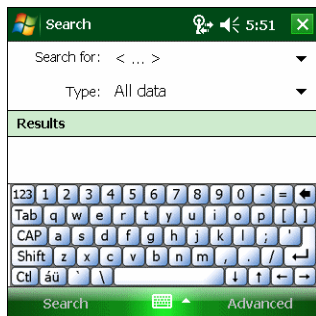 Search 5:51
Search for: < ... >
Type: All data
Results
123 1 2 3 4 5 6 7 8 9 0 - =
Tab q w e r t y u i o p [ ]
CAP a s d f g h j k l ; '
Shift z x c v b n m , . /
Ctl áü ` \
Search Advanced